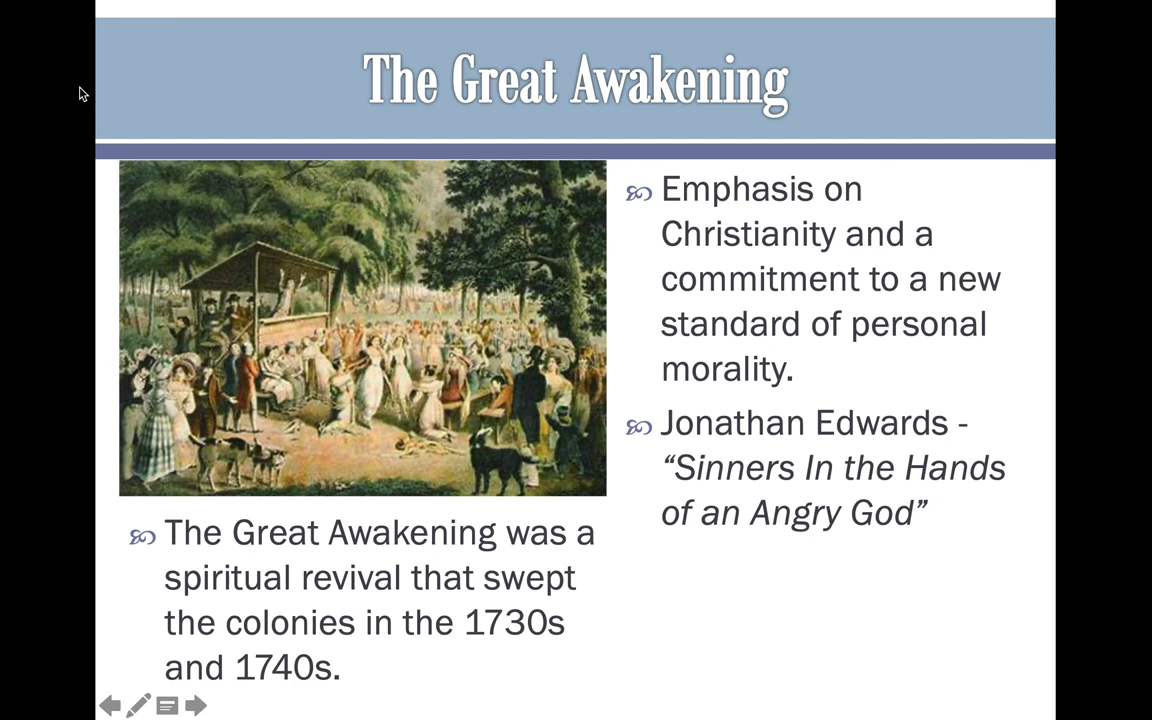 The Great Awakening
The Great Awakening was a
spiritual revival that swept
the colonies in the 1730s
and 1740s.
Emphasis on
Christianity and a
commitment to a new
standard of personal
morality.
Jonathan Edwards -
“Sinners In the Hands
of an Angry God”